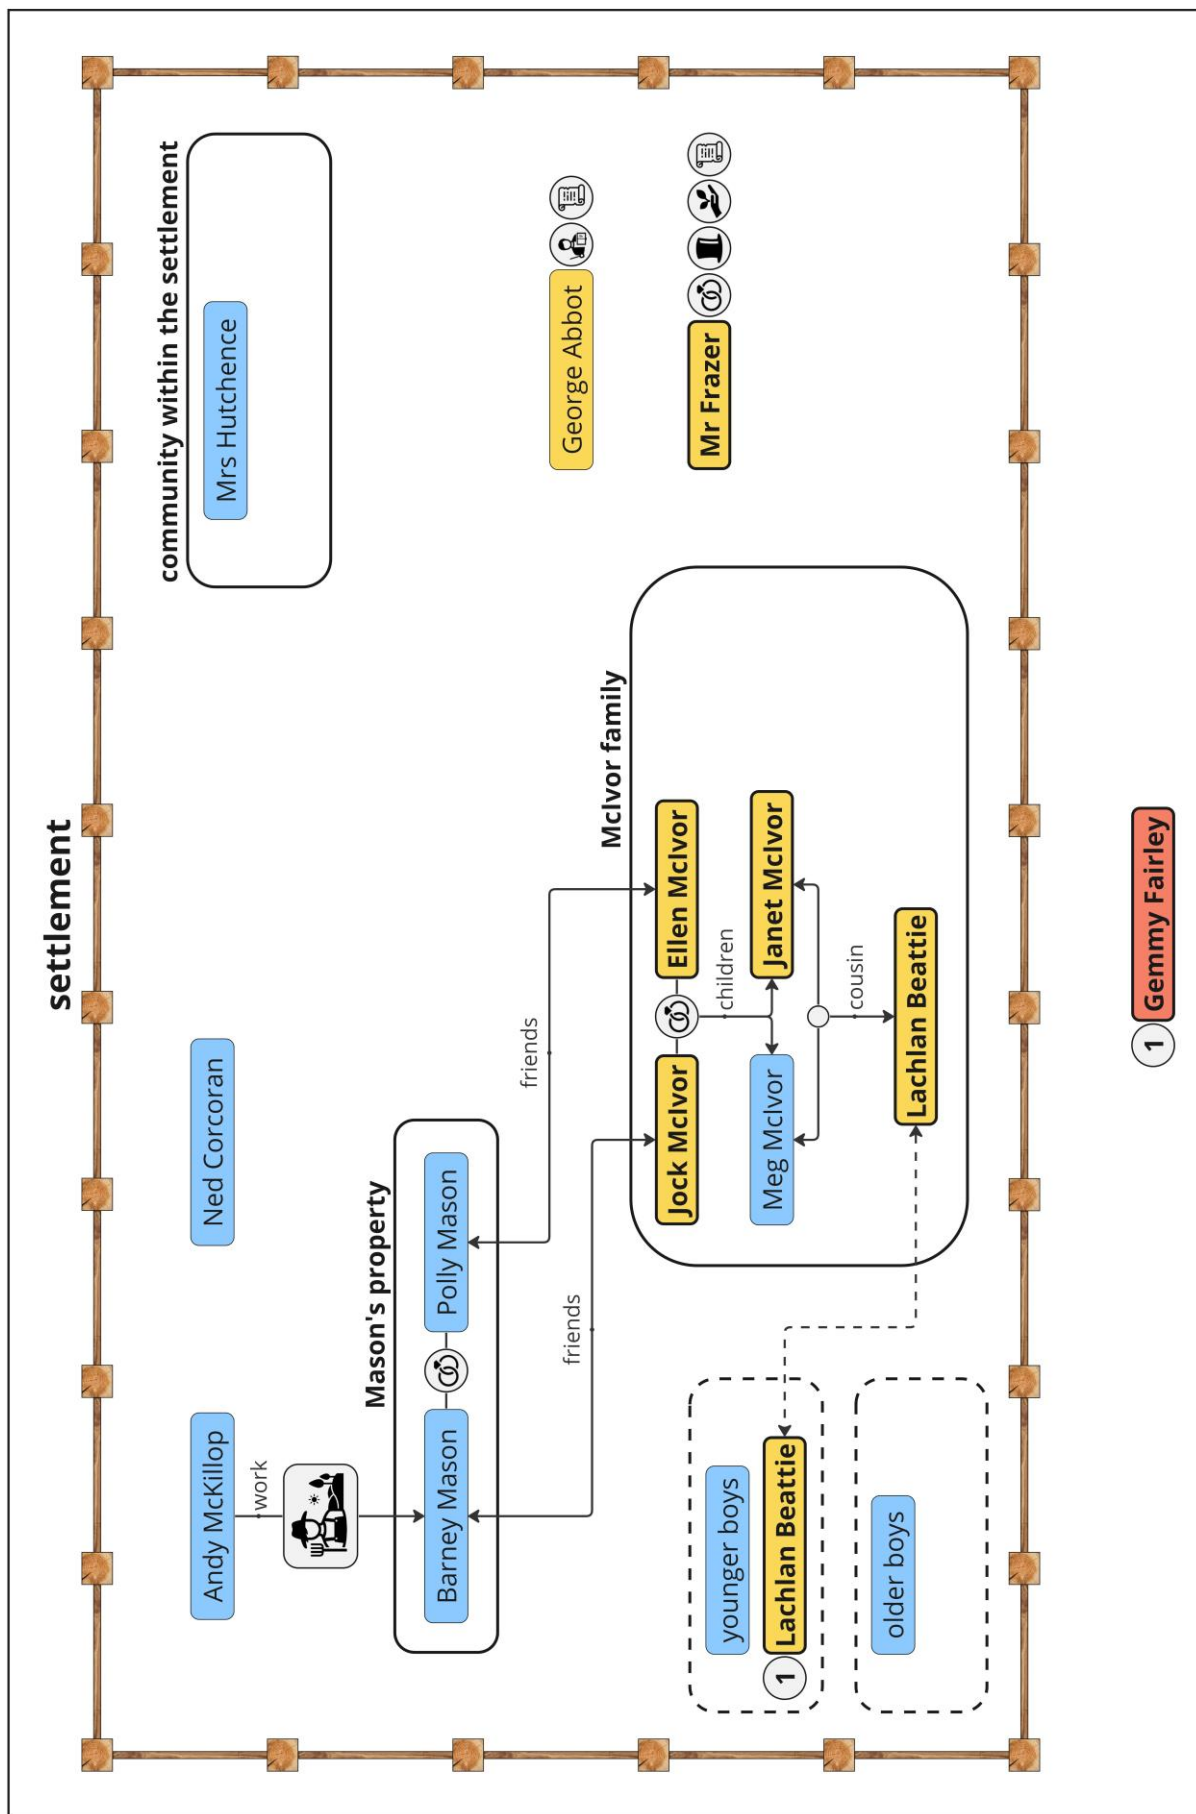 settlement
Andy McKillop
Ned Corcoran
community within the settlement
Mrs Hutchence
work
Mason's property
Barney Mason
Polly Mason
friends
friends
George Abbot
McIvor family
Jock McIvor
Ellen McIvor
Mr Frazer
children
Meg McIvor
Janet McIvor
cousin
Lachlan Beattie
younger boys
1
Lachlan Beattie
older boys
1
Gemmy Fairley